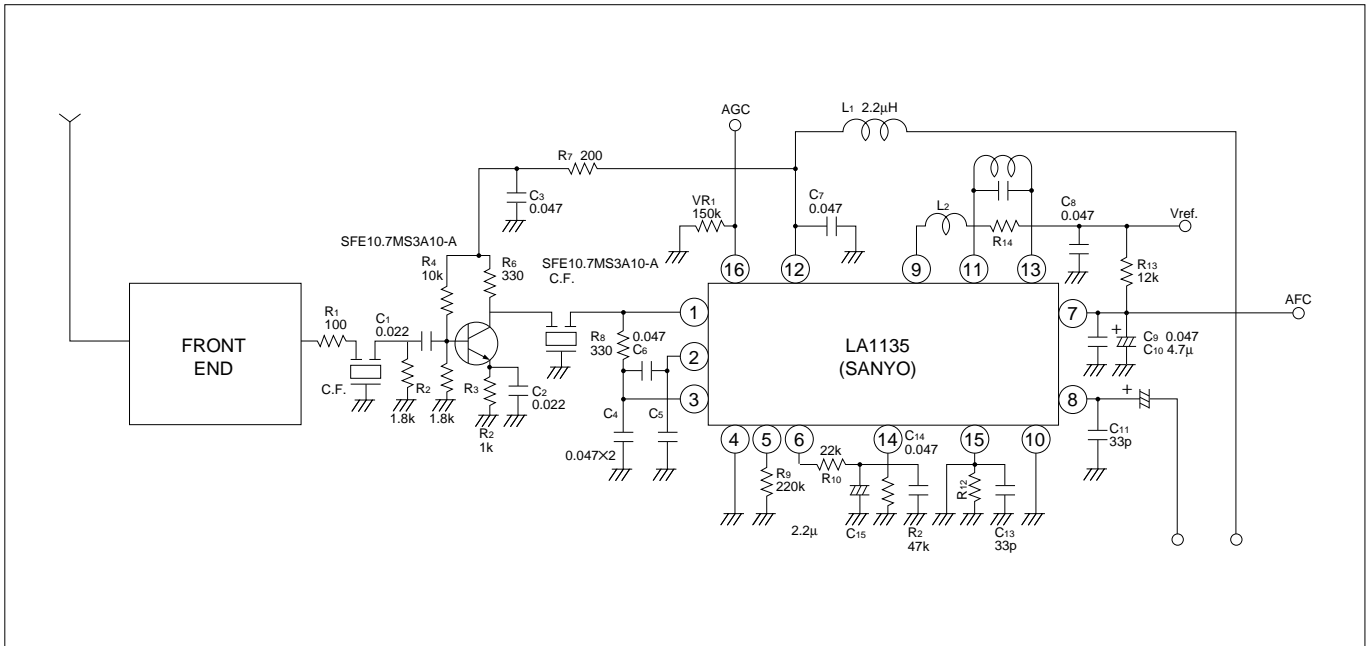 L1 2.2μH
AGC
R7 200
C3
0.047
VR1
150k
C7
0.047
L2
C8
0.047
Vref.
R14
SFE10.7MS3A10-A
R4
10k
R6
330
SFE10.7MS3A10-A
C.F.
16
12
9
11
13
R13
12k
FRONT
END
R1
100
C1
0.022
C.F.
R2
1.8k
1.8k
R3
R2
1k
C2
0.022
R8
330
0.047
C6
C4
C5
0.047×2
1
2
3
LA1135
(SANYO)
7
AFC
+
C9 0.047
C10 4.7μ
8
+
C11
33p
4
5
6
14
15
10
R9
220k
22k
R10
C14
0.047
2.2μ
C15
R2
47k
R12
C13
33p